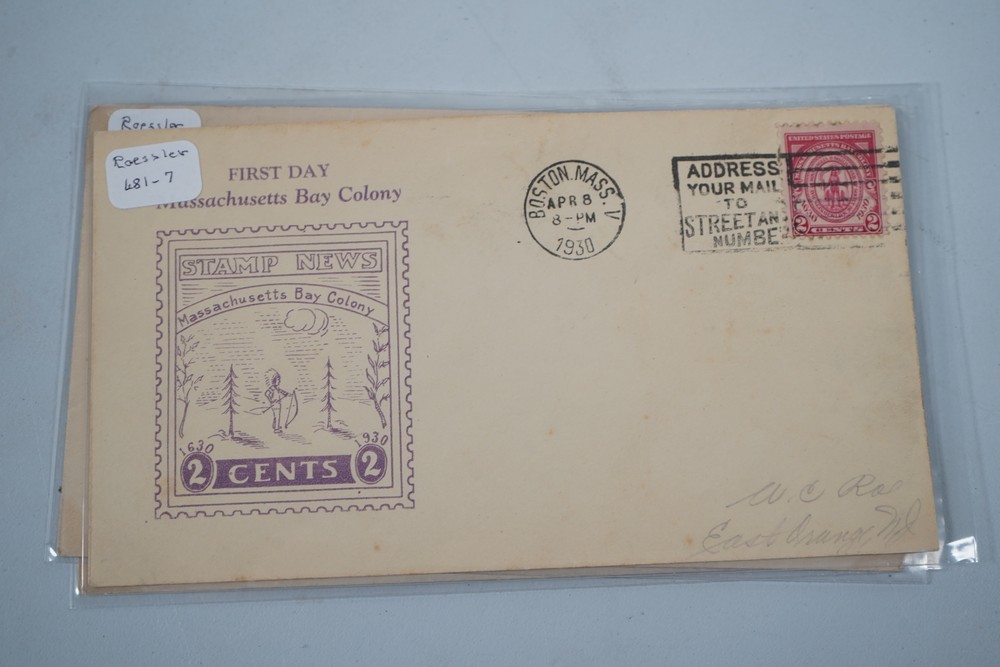 Roessler
Roessler
481-7
FIRST DAY
Massachusetts Bay Colony
STAMP NEWS
Massachusetts Bay Colony
1630
1930
2 CENTS 2
BOSTON, MASS. V
APR 8
8-PM
1930
ADDRESS
YOUR MAIL
TO
STREET AN
NUMBE
UNITED STATES POSTAGE
2 CENTS 2
W. C. Roe
East Orange, NJ